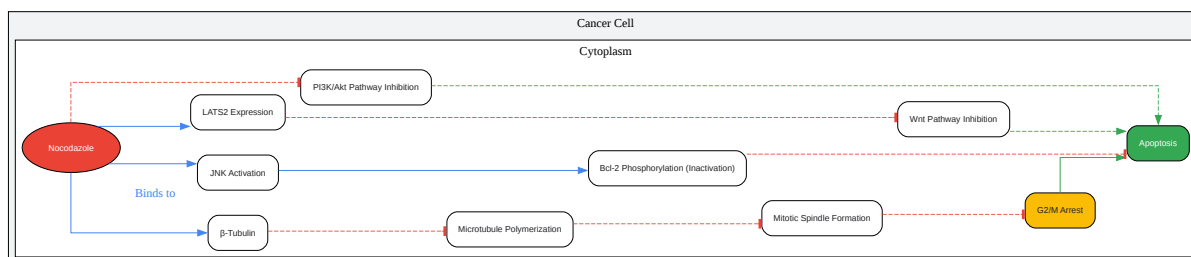 Cancer Cell
Cytoplasm
PI3K/Akt Pathway Inhibition
LATS2 Expression
Wnt Pathway Inhibition
Nocodazole
Apoptosis
JNK Activation
Bcl-2 Phosphorylation (Inactivation)
Binds to
β-Tubulin
Microtubule Polymerization
Mitotic Spindle Formation
G2/M Arrest